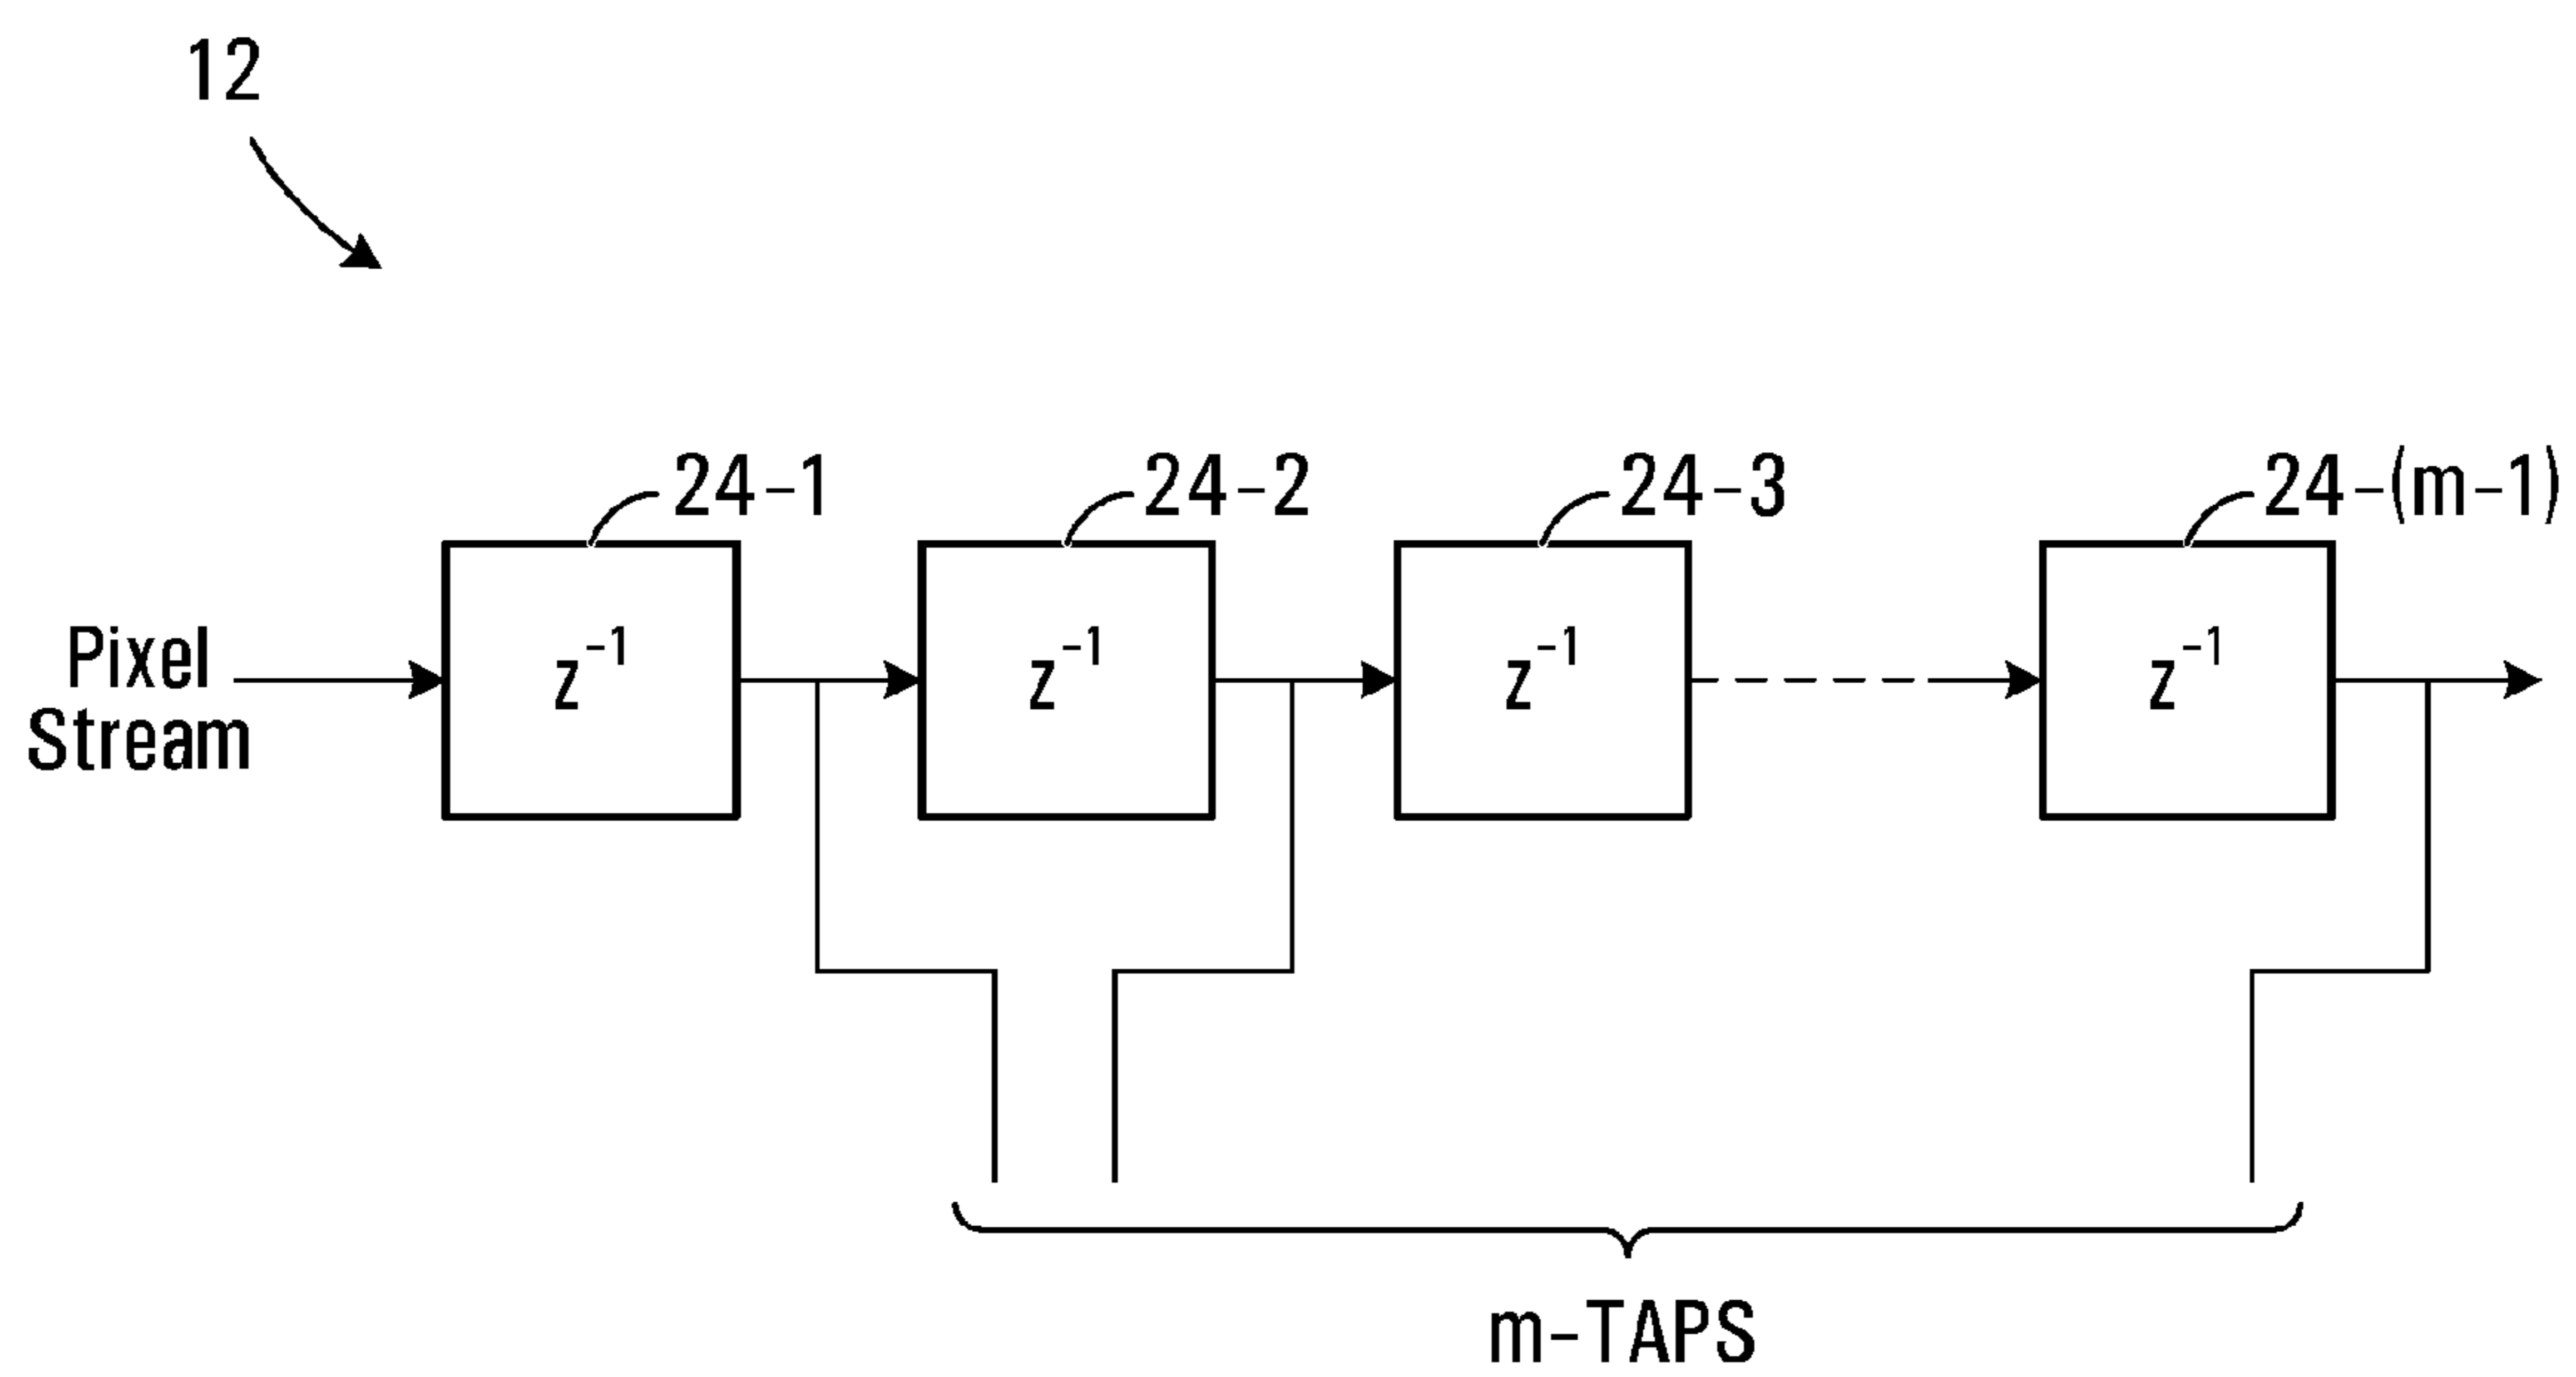 12
24-1
24-2
24-3
24-(m-1)
Pixel
Stream
z⁻¹
z⁻¹
z⁻¹
z⁻¹
m-TAPS